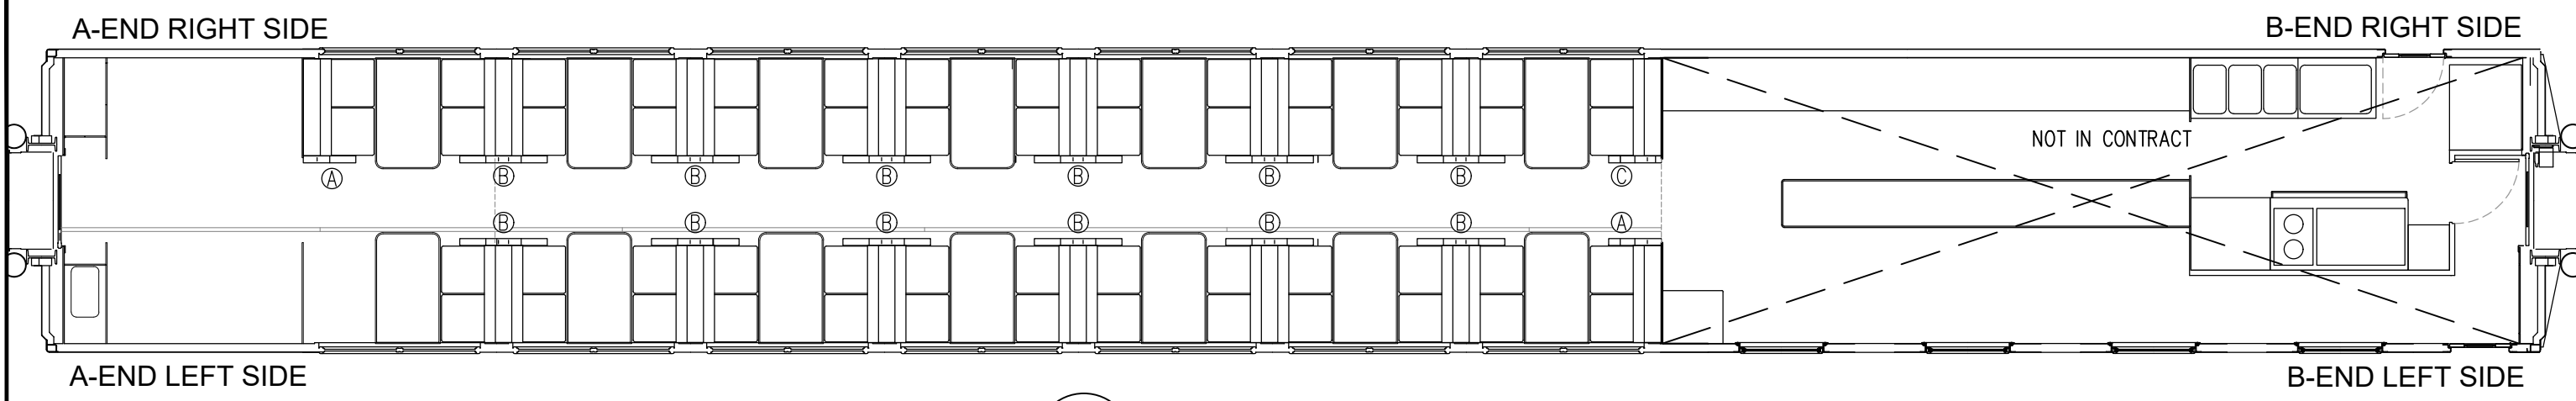 A-END RIGHT SIDE
B-END RIGHT SIDE
NOT IN CONTRACT
A B B B B B B C
B B B B B B A
A-END LEFT SIDE
B-END LEFT SIDE